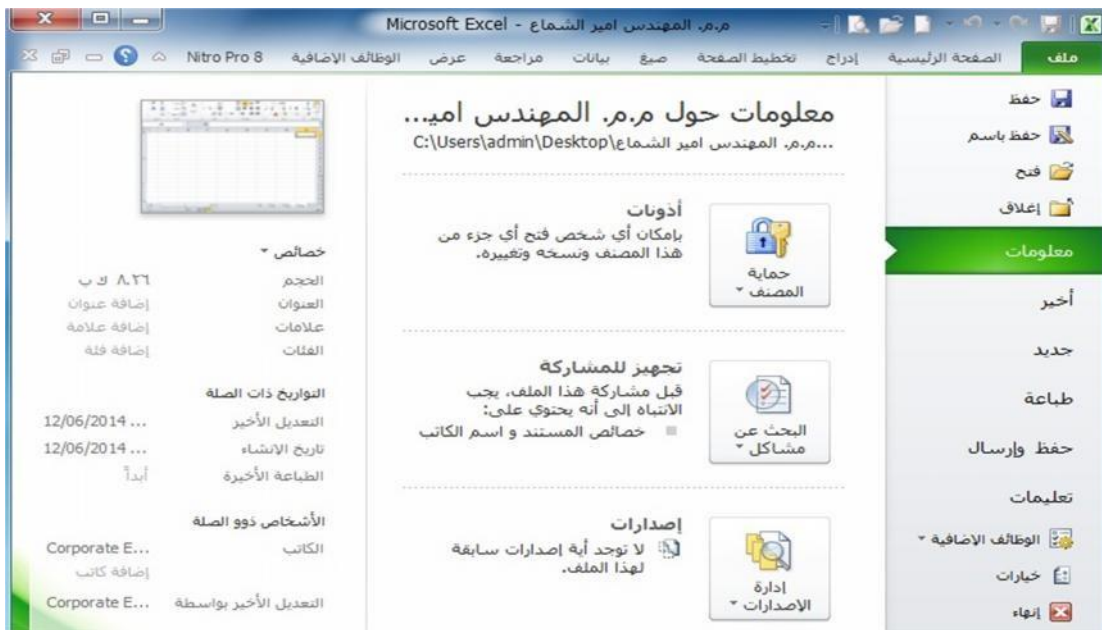 م.م. المهندس امير الشماع - Microsoft Excel
ملف الصفحة الرئيسية إدراج تخطيط الصفحة صيغ بيانات مراجعة عرض الوظائف الإضافية Nitro Pro 8
حفظ
حفظ باسم
فتح
إغلاق
معلومات
أخير
جديد
طباعة
حفظ وإرسال
تعليمات
الوظائف الإضافية
خيارات
إنهاء
معلومات حول م.م. المهندس امي...
C:\Users\admin\Desktop\م.م. المهندس امير الشماع...
حماية
المصنف
أذونات
بإمكان أي شخص فتح أي جزء من
هذا المصنف ونسخه وتغييره.
البحث عن
مشاكل
تجهيز للمشاركة
قبل مشاركة هذا الملف، يجب
الانتباه إلى أنه يحتوي على:
خصائص المستند و اسم الكاتب
إدارة
الإصدارات
إصدارات
لا توجد أية إصدارات سابقة
لهذا الملف.
خصائص
الحجم ٨.٢٦ ك ب
العنوان إضافة عنوان
علامات إضافة علامة
الفئات إضافة فئة
التواريخ ذات الصلة
التعديل الأخير 12/06/2014 ...
تاريخ الإنشاء 12/06/2014 ...
الطباعة الأخيرة أبداً
الأشخاص ذوو الصلة
الكاتب Corporate E...
إضافة كاتب
التعديل الأخير بواسطة Corporate E...